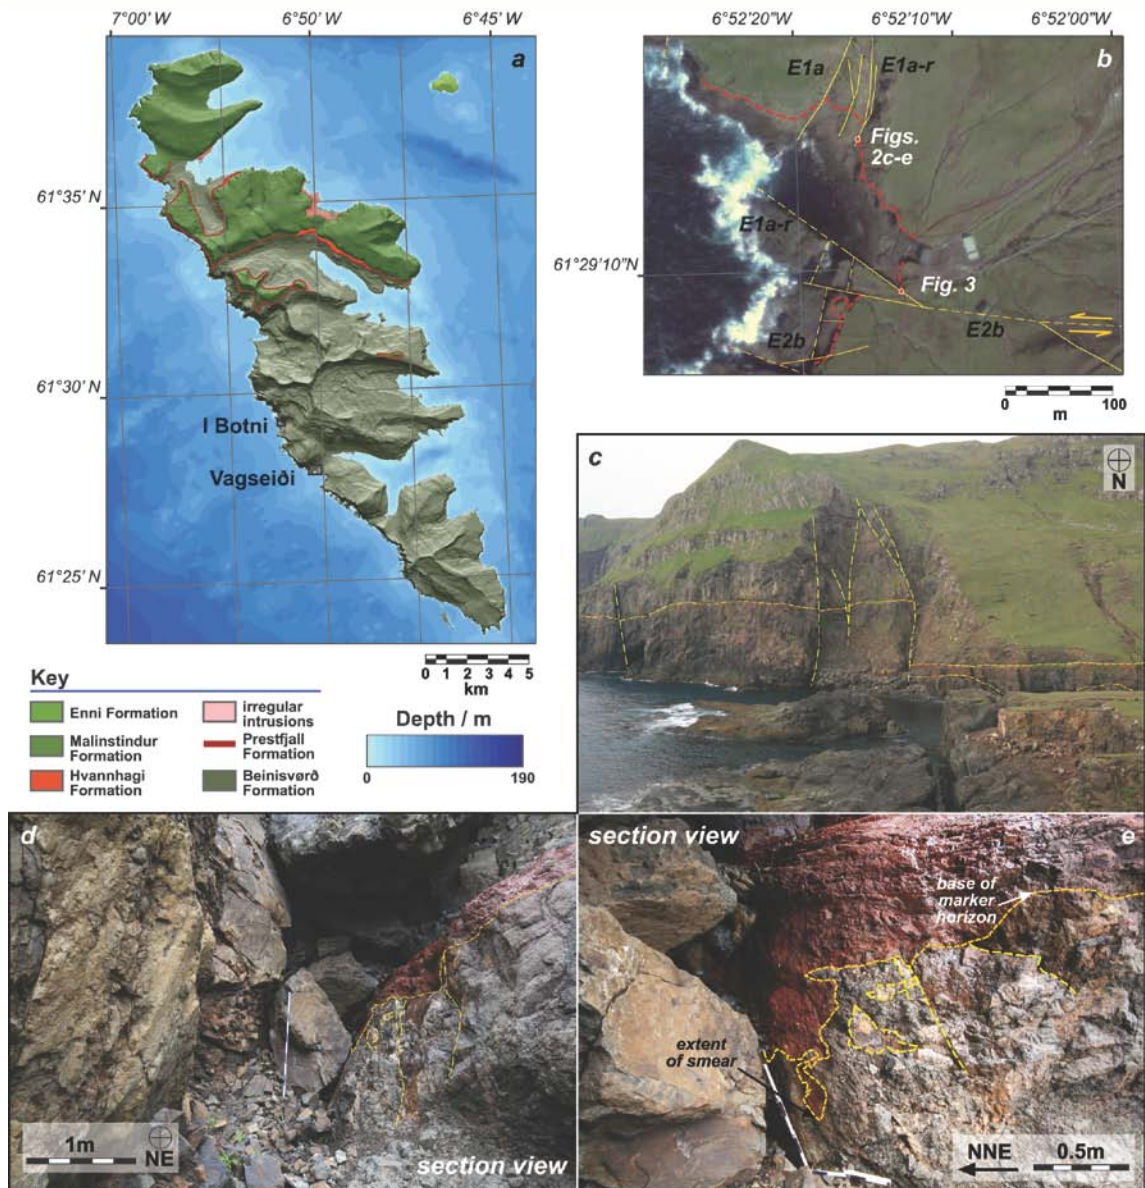 7°00' W
6°50' W
6°45' W
a
61°35' N
61°30' N
61°25' N
I Botni
Vagseiði
0 1 2 3 4 5
km
Key
Enni Formation
Malinstindur
Formation
Hvannhagi
Formation
irregular
intrusions
Prestfjall
Formation
Beinisvørð
Formation
Depth / m
0
190
6°52'20" W
6°52'10" W
6°52'00" W
b
E1a
E1a-r
Figs.
2c-e
E1a-r
61°29'10" N
Fig. 3
E2b
E2b
0
100
m
c
N
d
1m
NE
section view
section view
e
base of
marker
horizon
extent
of smear
NNE
0.5m